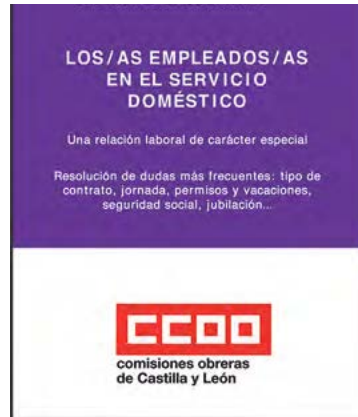 LOS/AS EMPLEADOS/AS
EN EL SERVICIO
DOMÉSTICO
Una relación laboral de carácter especial
Resolución de dudas más frecuentes: tipo de
contrato, jornada, permisos y vacaciones,
seguridad social, jubilación...
CCOO
comisiones obreras
de Castilla y León